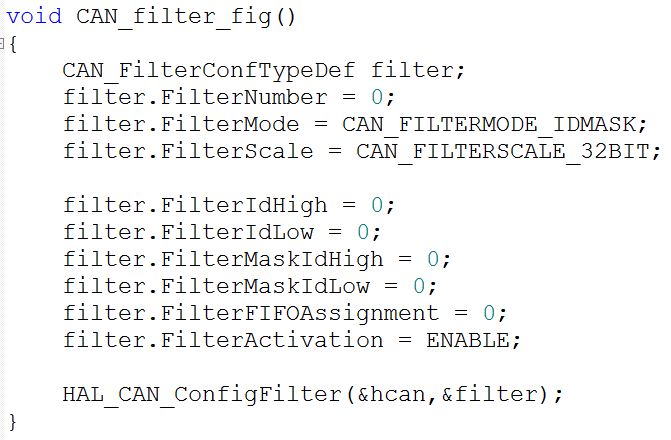 void CAN_filter_fig()
{
    CAN_FilterConfTypeDef filter;
    filter.FilterNumber = 0;
    filter.FilterMode = CAN_FILTERMODE_IDMASK;
    filter.FilterScale = CAN_FILTERSCALE_32BIT;

    filter.FilterIdHigh = 0;
    filter.FilterIdLow = 0;
    filter.FilterMaskIdHigh = 0;
    filter.FilterMaskIdLow = 0;
    filter.FilterFIFOAssignment = 0;
    filter.FilterActivation = ENABLE;

    HAL_CAN_ConfigFilter(&hcan,&filter);
}